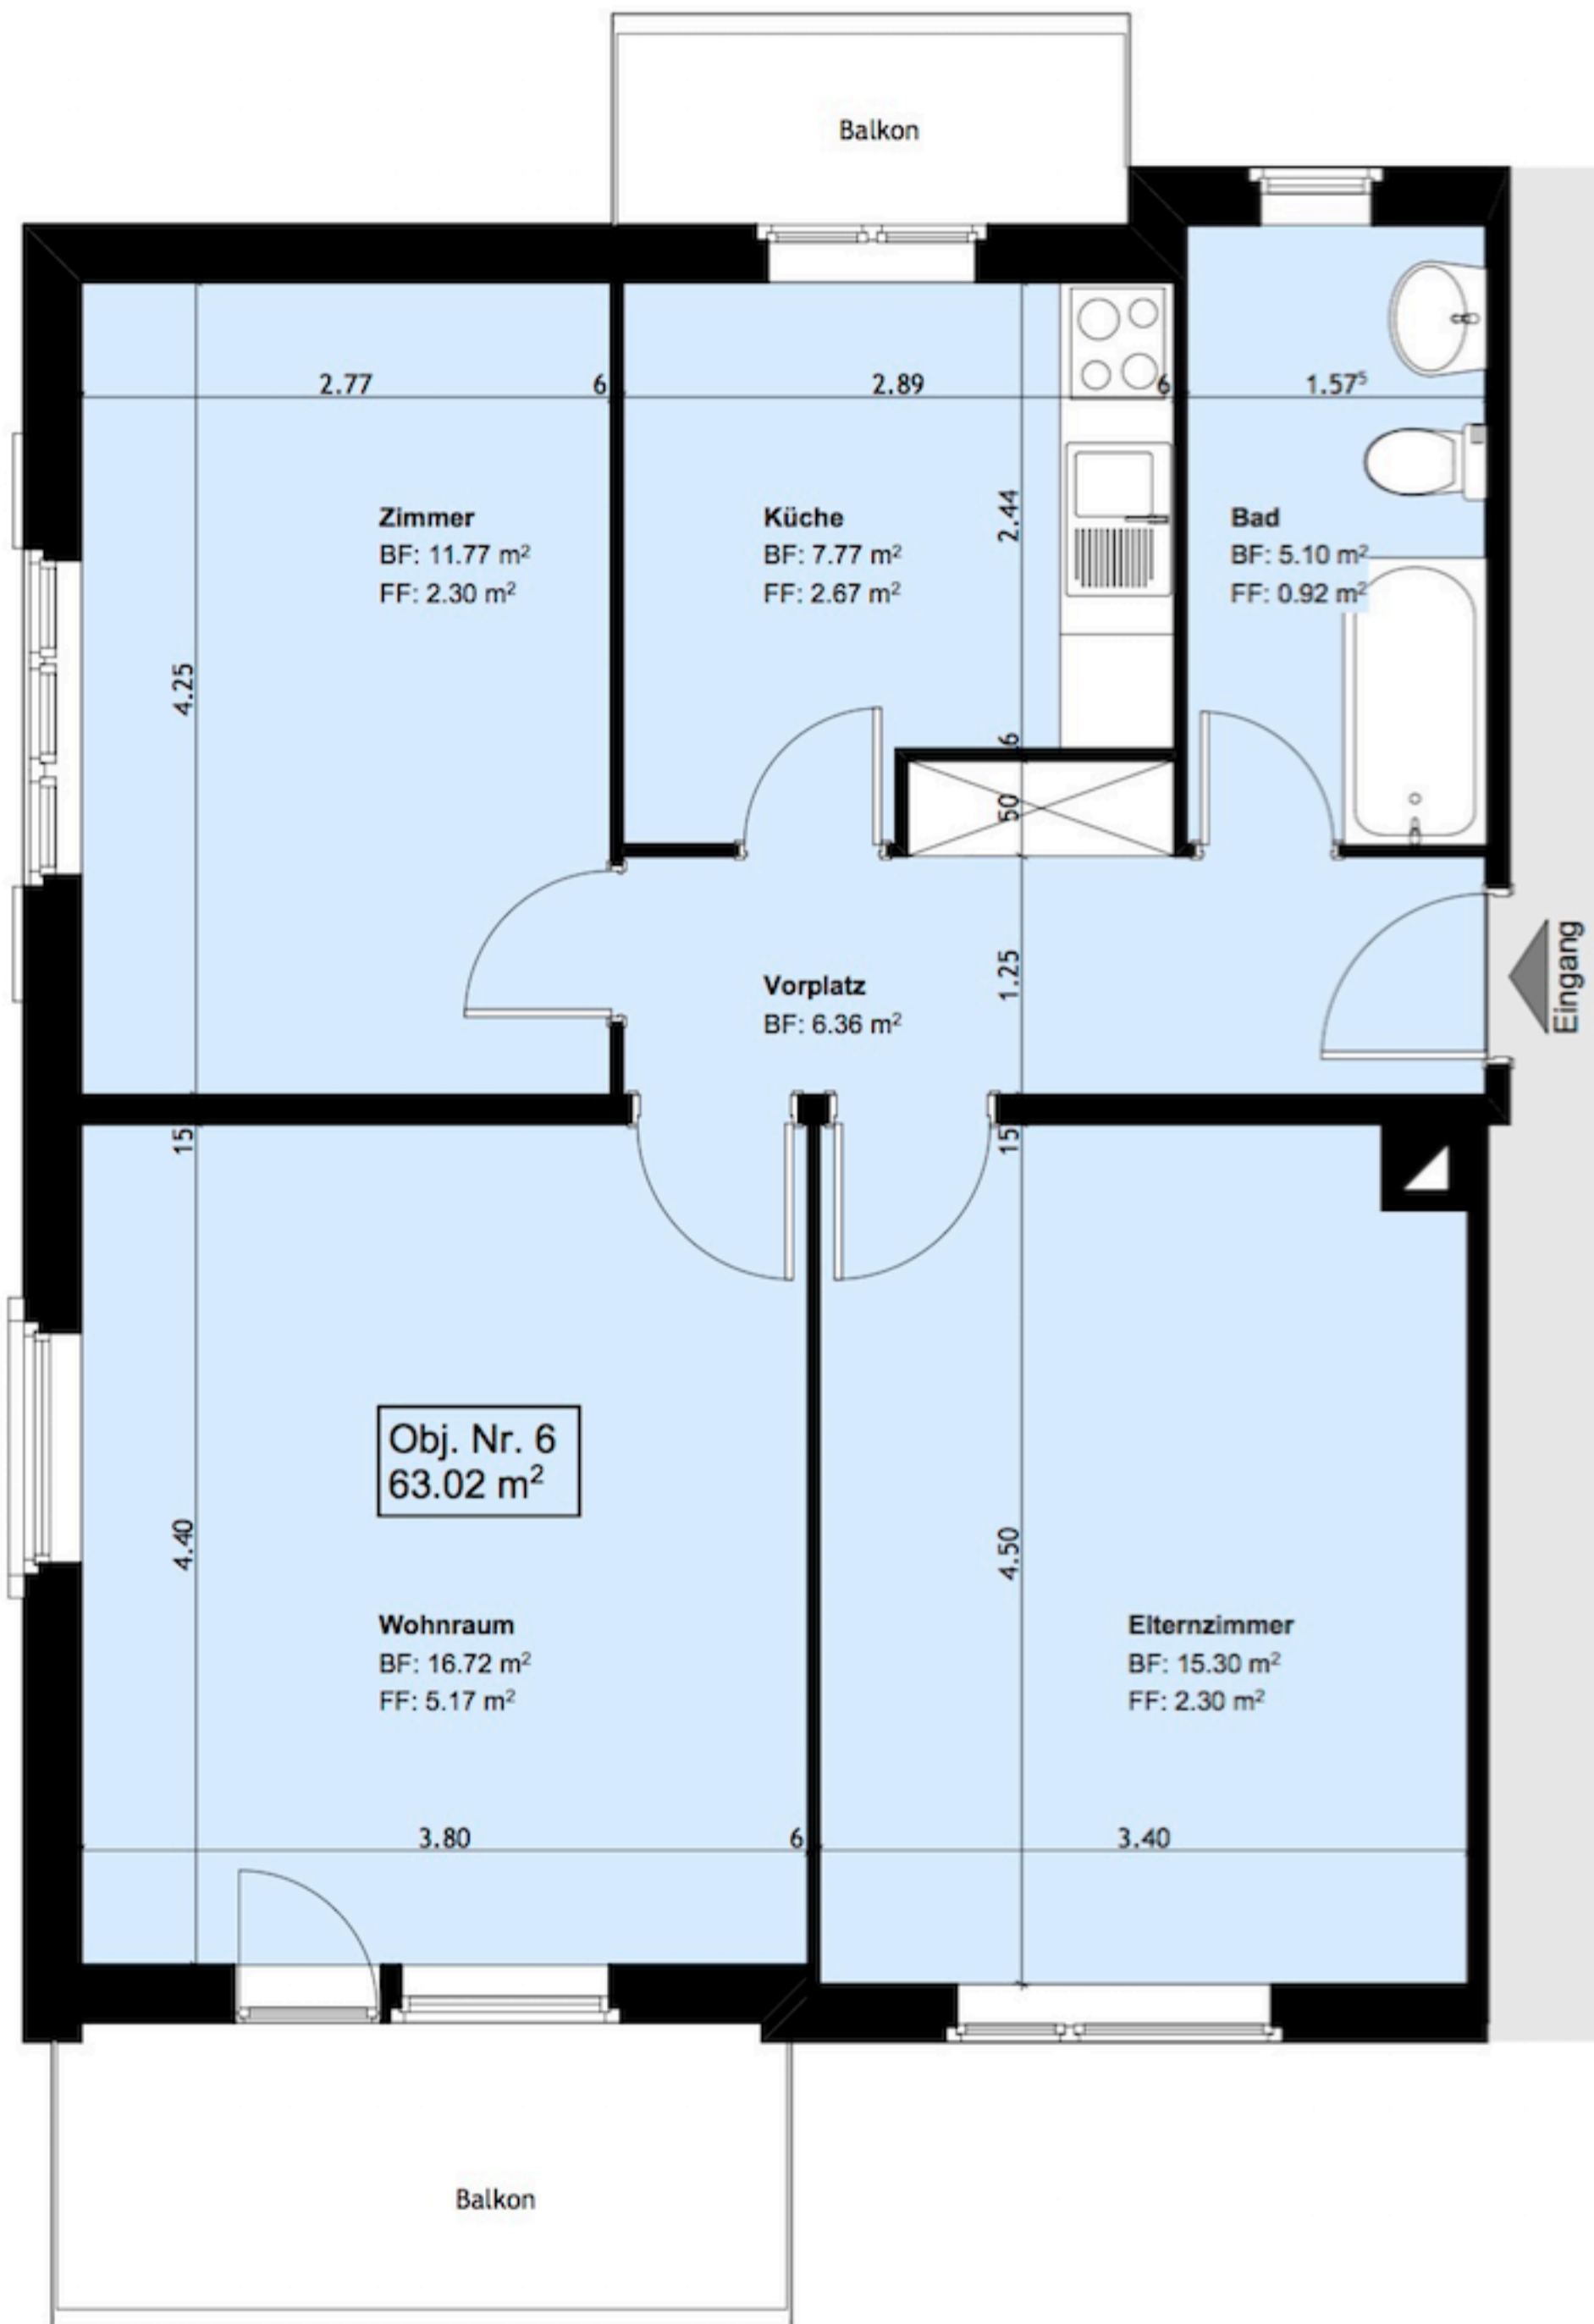 Balkon
2.77
6
2.89
6
1.57⁵
Zimmer
BF: 11.77 m²
FF: 2.30 m²
Küche
BF: 7.77 m²
FF: 2.67 m²
2.44
Bad
BF: 5.10 m²
FF: 0.92 m²
4.25
6
50
Vorplatz
BF: 6.36 m²
1.25
Eingang
15
15
Obj. Nr. 6
63.02 m²
4.40
4.50
Wohnraum
BF: 16.72 m²
FF: 5.17 m²
Elternzimmer
BF: 15.30 m²
FF: 2.30 m²
3.80
6
3.40
Balkon